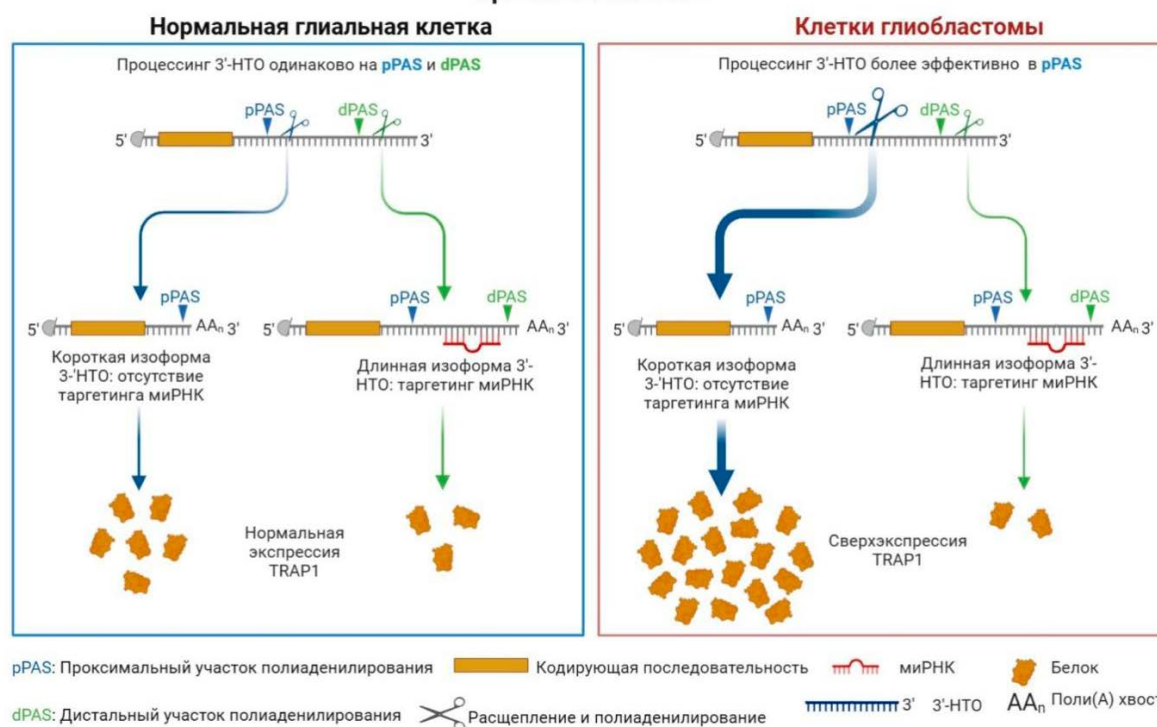 Нормальная глиальная клетка
Клетки глиобластомы
Процессинг 3'-НТО одинаково на pPAS и dPAS
Процессинг 3'-НТО более эффективно в pPAS
pPAS
dPAS
5'
3'
pPAS
dPAS
5'
3'
pPAS
5'
AAn 3'
pPAS
dPAS
5'
AAn 3'
pPAS
5'
AAn 3'
pPAS
dPAS
5'
AAn 3'
Короткая изоформа
3-'НТО: отсутствие
таргетинга миРНК
Длинная изоформа 3'-
НТО: таргетинг миРНК
Короткая изоформа
3-'НТО: отсутствие
таргетинга миРНК
Длинная изоформа 3'-
НТО: таргетинг миРНК
Нормальная
экспрессия
TRAP1
Сверхэкспрессия
TRAP1
pPAS: Проксимальный участок полиаденилирования
Кодирующая последовательность
миРНК
Белок
dPAS: Дистальный участок полиаденилирования
Расщепление и полиаденилирование
3' 3'-НТО
AAn Поли(А) хвост